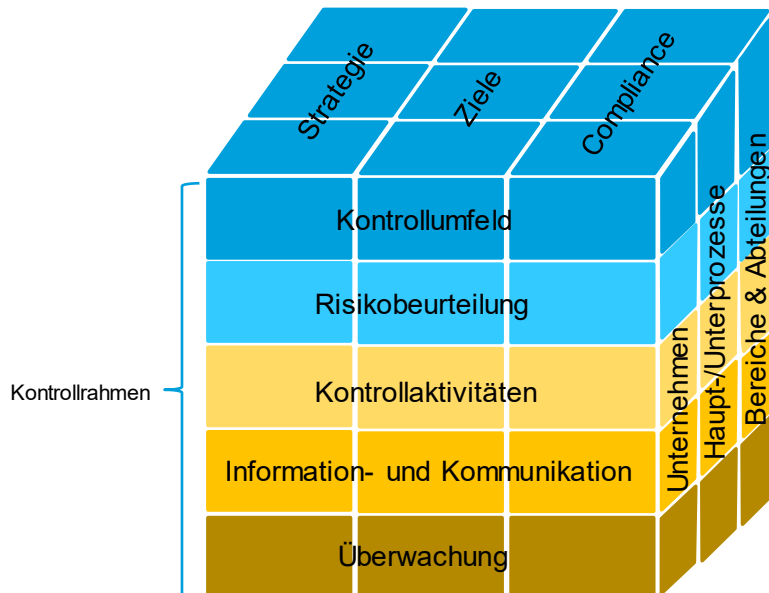 Strategie
Ziele
Compliance
Kontrollumfeld
Risikobeurteilung
Kontrollrahmen
Kontrollaktivitäten
Information- und Kommunikation
Überwachung
Unternehmen
Haupt-/Unterprozesse
Bereiche & Abteilungen